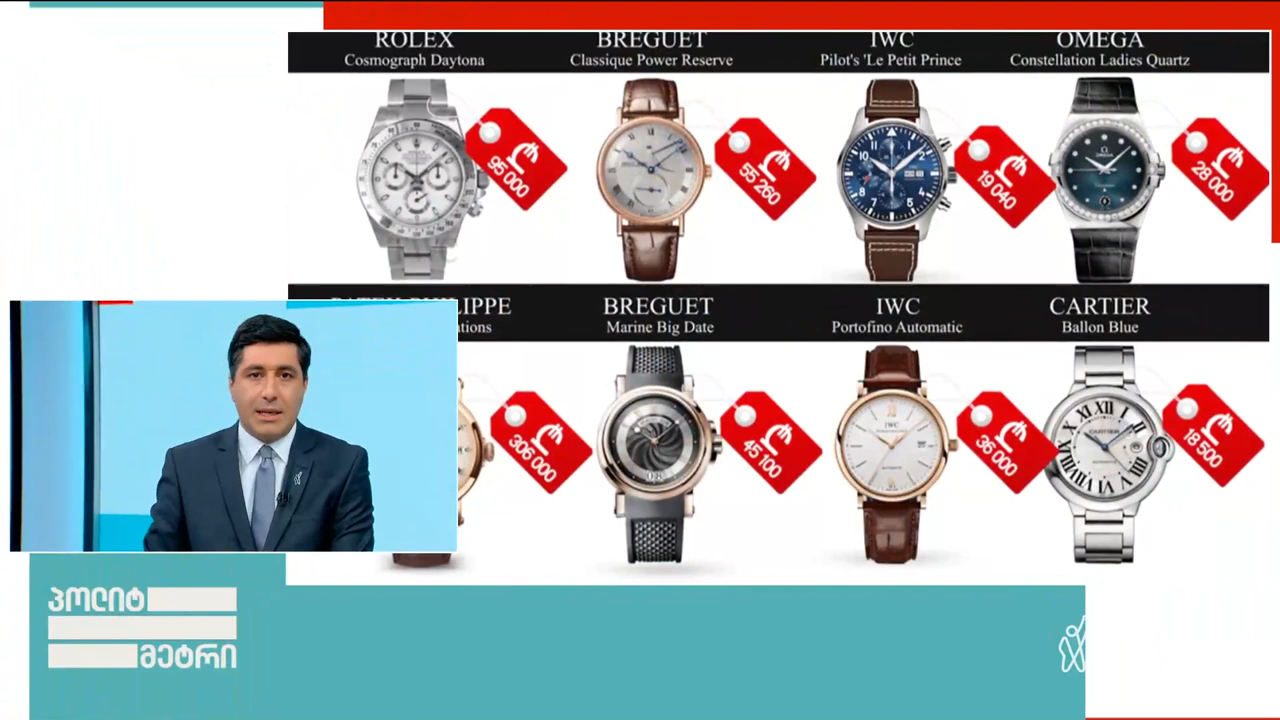 ROLEX
Cosmograph Daytona
BREGUET
Classique Power Reserve
IWC
Pilot's 'Le Petit Prince
OMEGA
Constellation Ladies Quartz
₾
95 000
₾
55 260
₾
19 040
₾
28 000
LIPPE
ations
BREGUET
Marine Big Date
IWC
Portofino Automatic
CARTIER
Ballon Blue
₾
306 000
₾
45 100
₾
36 000
₾
18 500
პოლიტ
მეტრი